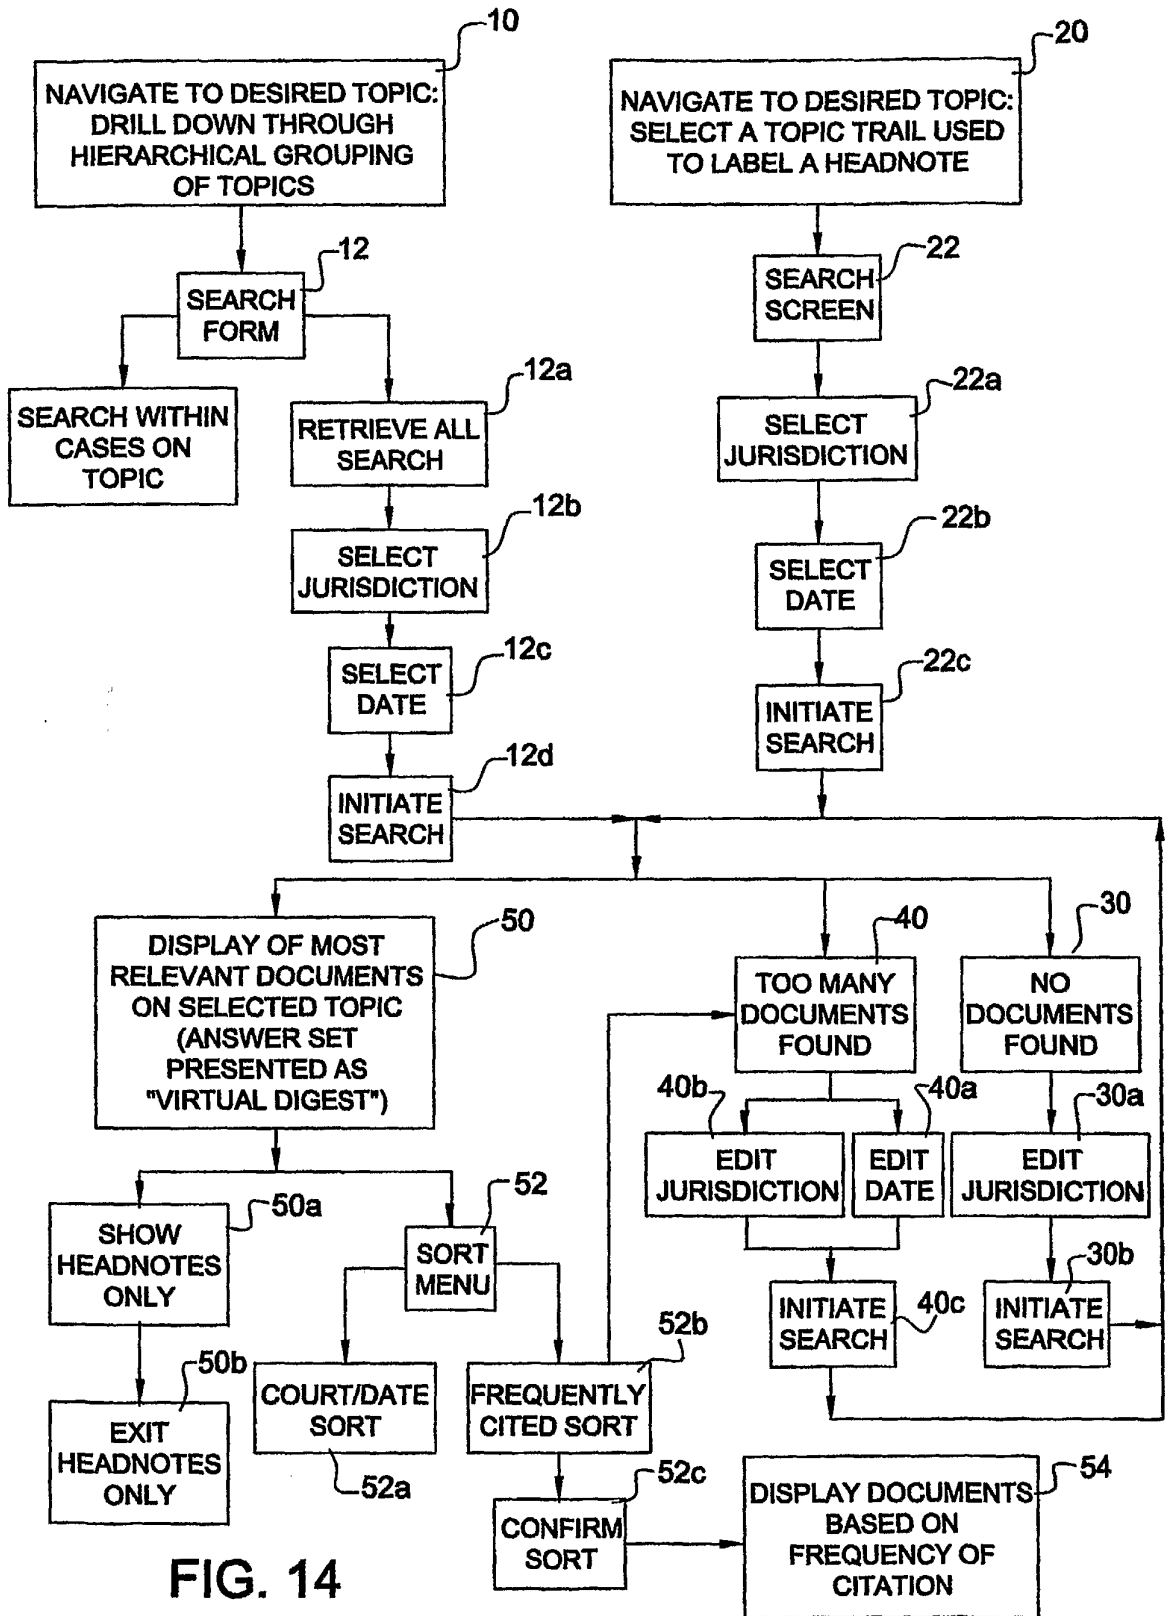 10
NAVIGATE TO DESIRED TOPIC:
DRILL DOWN THROUGH
HIERARCHICAL GROUPING
OF TOPICS
20
NAVIGATE TO DESIRED TOPIC:
SELECT A TOPIC TRAIL USED
TO LABEL A HEADNOTE
12
SEARCH
FORM
SEARCH WITHIN
CASES ON
TOPIC
12a
RETRIEVE ALL
SEARCH
12b
SELECT
JURISDICTION
12c
SELECT
DATE
12d
INITIATE
SEARCH
22
SEARCH
SCREEN
22a
SELECT
JURISDICTION
22b
SELECT
DATE
22c
INITIATE
SEARCH
50
DISPLAY OF MOST
RELEVANT DOCUMENTS
ON SELECTED TOPIC
(ANSWER SET
PRESENTED AS
"VIRTUAL DIGEST")
40
TOO MANY
DOCUMENTS
FOUND
30
NO
DOCUMENTS
FOUND
40b
EDIT
JURISDICTION
40a
EDIT
DATE
30a
EDIT
JURISDICTION
40c
INITIATE
SEARCH
30b
INITIATE
SEARCH
50a
SHOW
HEADNOTES
ONLY
50b
EXIT
HEADNOTES
ONLY
52
SORT
MENU
COURT/DATE
SORT
52a
52b
FREQUENTLY
CITED SORT
52c
CONFIRM
SORT
54
DISPLAY DOCUMENTS
BASED ON
FREQUENCY OF
CITATION
FIG. 14